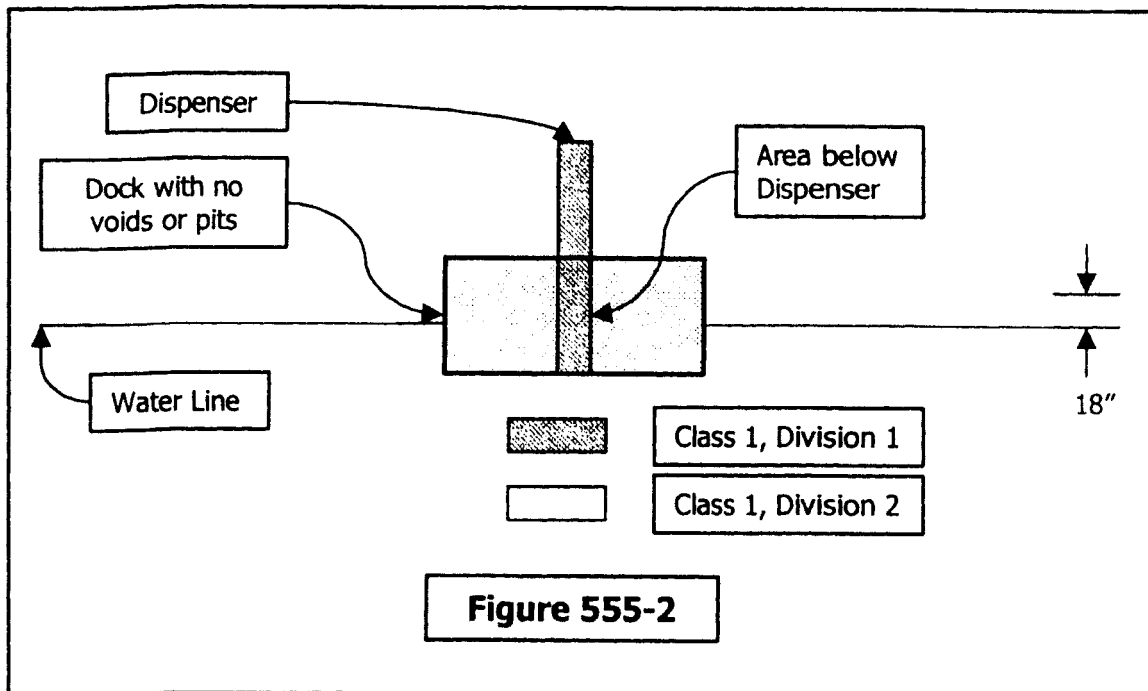 Dispenser
Dock with no
voids or pits
Area below
Dispenser
Water Line
18"
Class 1, Division 1
Class 1, Division 2
Figure 555-2